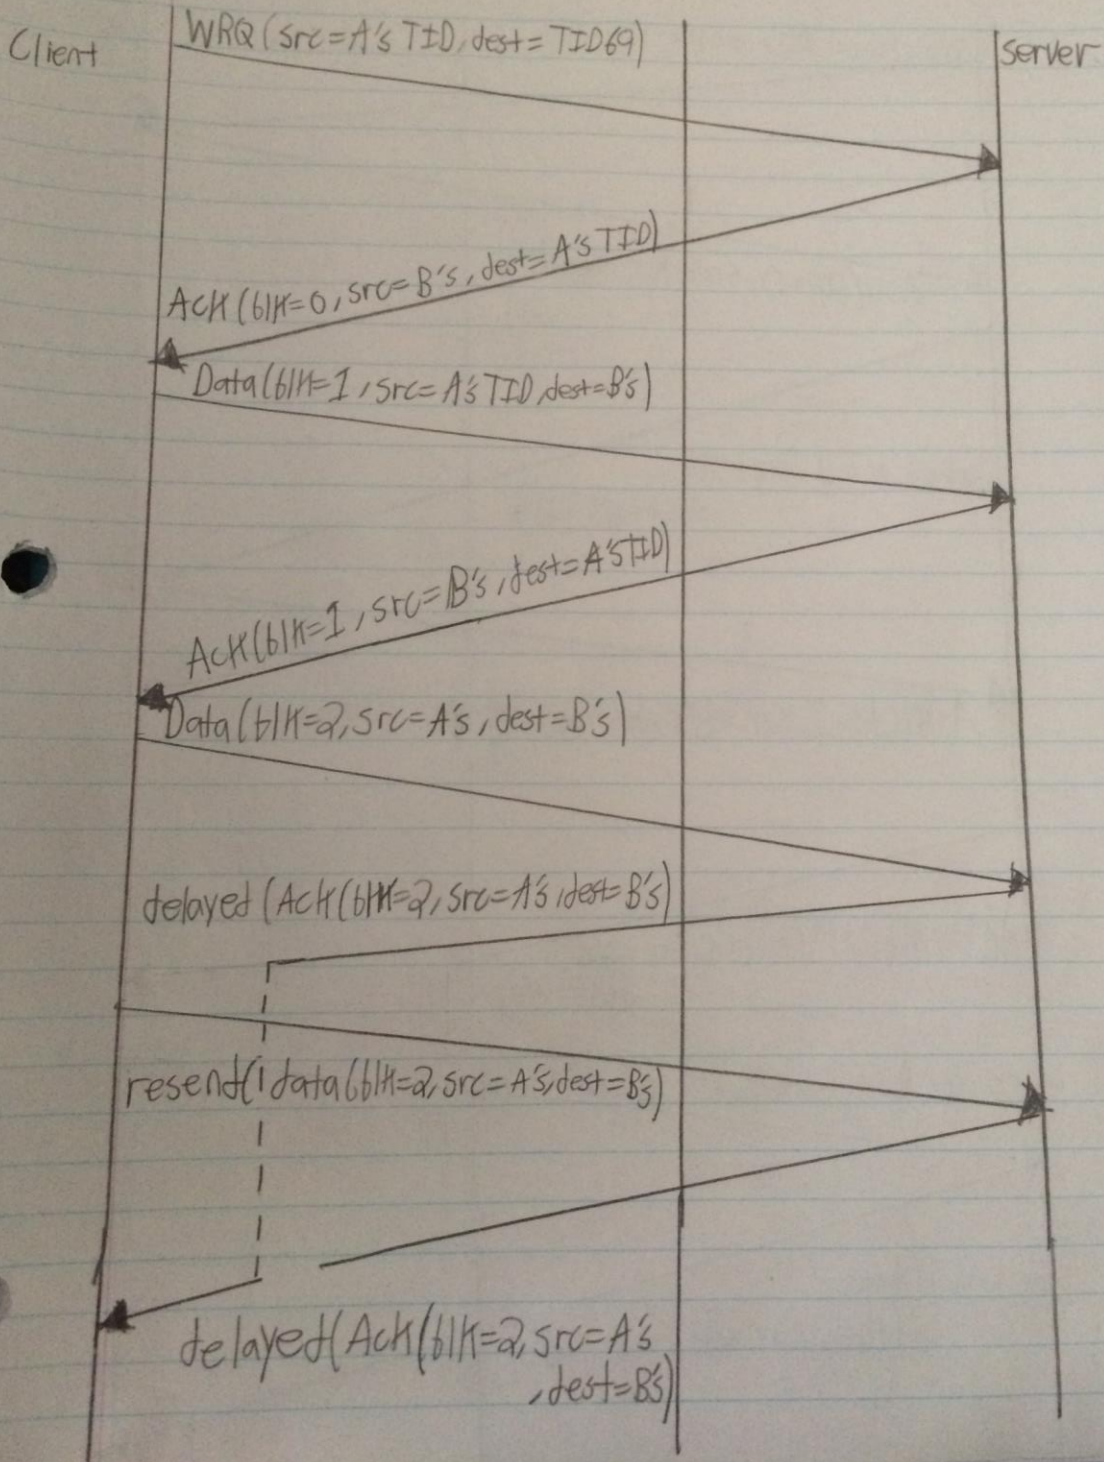 Client
WRQ(src=A's TID, dest=TID69)
Server
Ack(blk=0, src=B's, dest=A's TID)
Data(blk=1, src=A's TID, dest=B's)
Ack(blk=1, src=B's, dest=A's TID)
Data(blk=2, src=A's, dest=B's)
delayed(Ack(blk=2, src=A's, dest=B's)
resend(data(blk=2, src=A's, dest=B's)
delayed(Ack(blk=2, src=A's
, dest=B's)